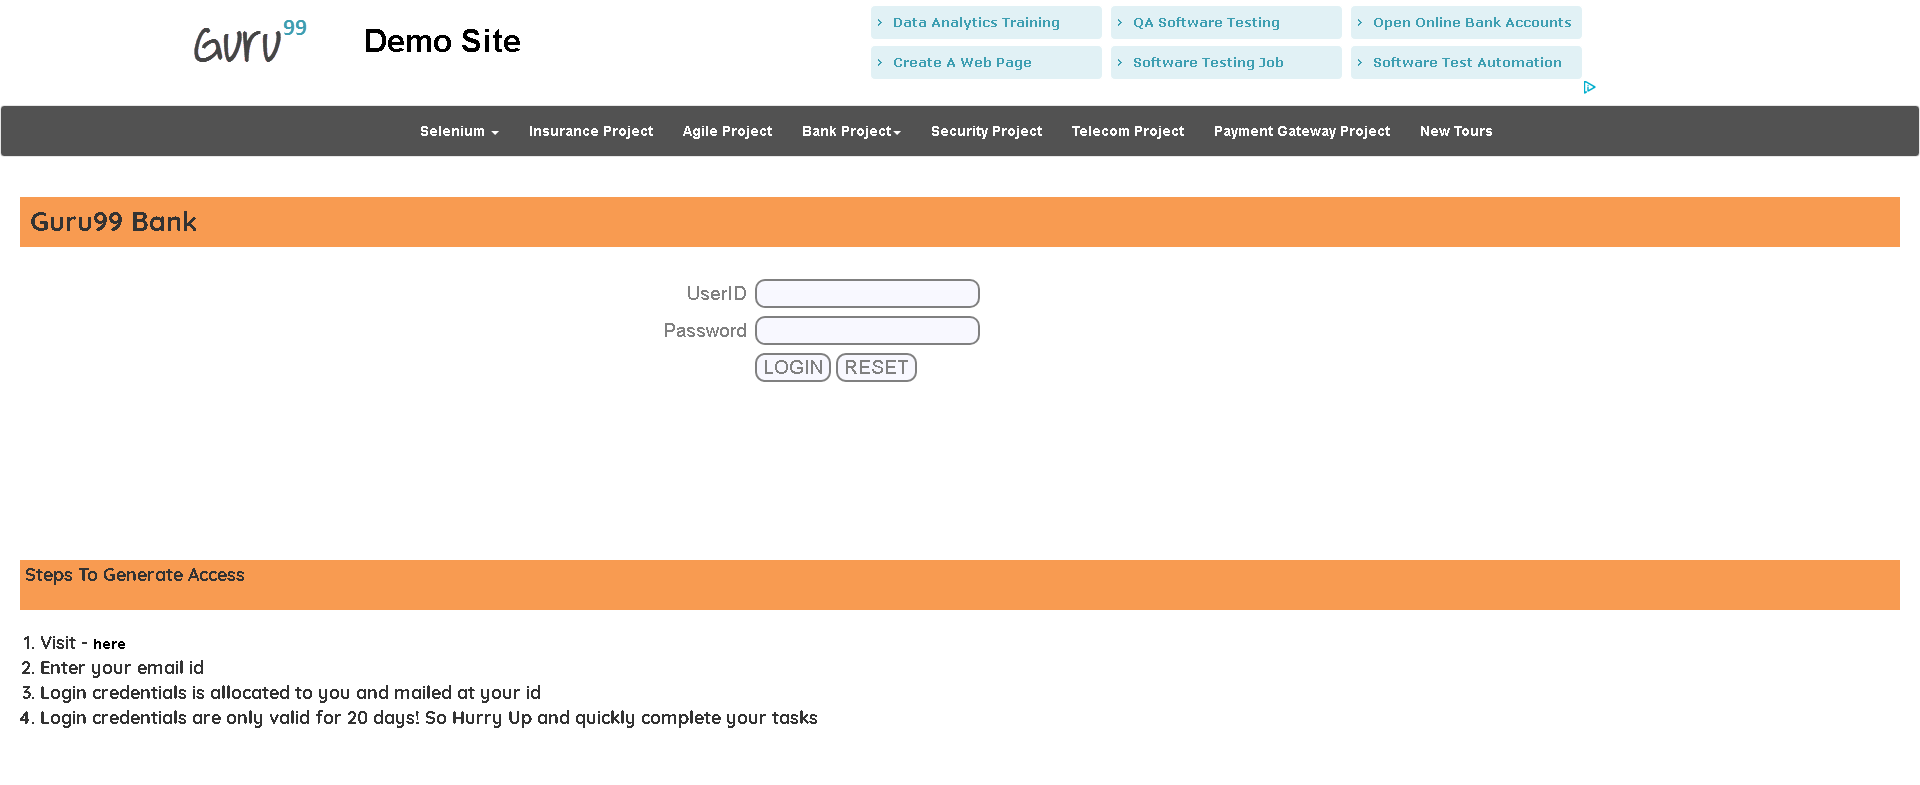 Guru99
Demo Site
Data Analytics Training
QA Software Testing
Open Online Bank Accounts
Create A Web Page
Software Testing Job
Software Test Automation
Selenium
Insurance Project
Agile Project
Bank Project
Security Project
Telecom Project
Payment Gateway Project
New Tours
Guru99 Bank
UserID
Password
LOGIN RESET
Steps To Generate Access
1. Visit - here
2. Enter your email id
3. Login credentials is allocated to you and mailed at your id
4. Login credentials are only valid for 20 days! So Hurry Up and quickly complete your tasks